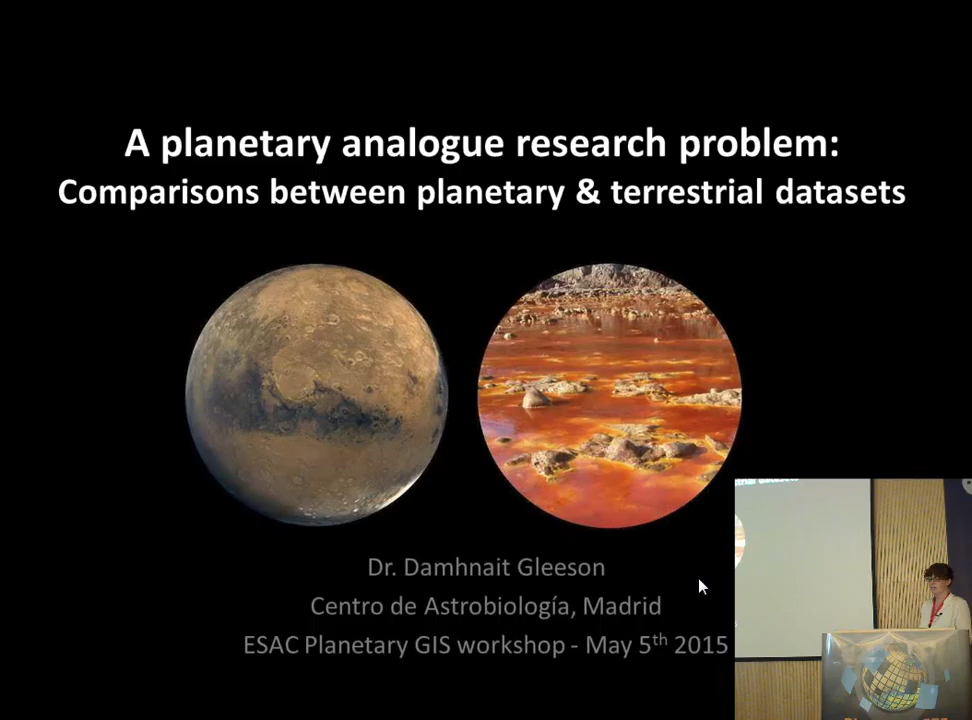 A planetary analogue research problem:
Comparisons between planetary & terrestrial datasets
Dr. Damhnait Gleeson
Centro de Astrobiología, Madrid
ESAC Planetary GIS workshop - May 5th 2015